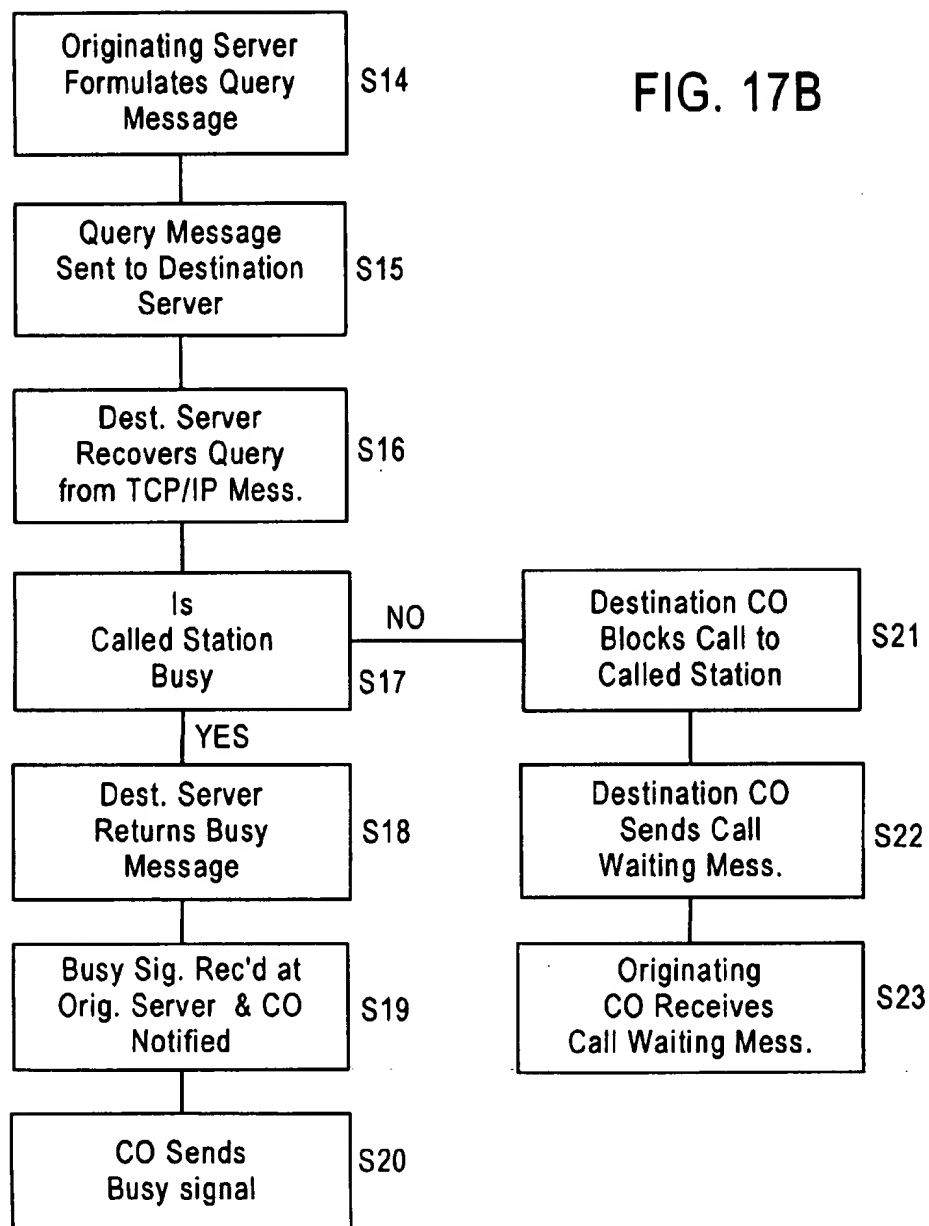 FIG. 17B
Originating Server
Formulates Query
Message
S14
Query Message
Sent to Destination
Server
S15
Dest. Server
Recovers Query
from TCP/IP Mess.
S16
Is
Called Station
Busy
S17
NO
YES
Dest. Server
Returns Busy
Message
S18
Busy Sig. Rec'd at
Orig. Server & CO
Notified
S19
CO Sends
Busy signal
S20
Destination CO
Blocks Call to
Called Station
S21
Destination CO
Sends Call
Waiting Mess.
S22
Originating
CO Receives
Call Waiting Mess.
S23